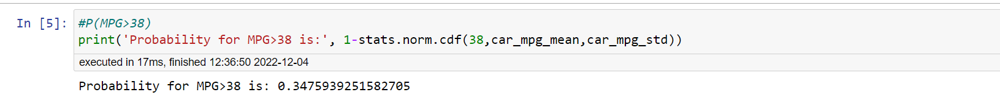 In [5]: #P(MPG>38)
print('Probability for MPG>38 is:', 1-stats.norm.cdf(38,car_mpg_mean,car_mpg_std))
executed in 17ms, finished 12:36:50 2022-12-04
Probability for MPG>38 is: 0.3475939251582705